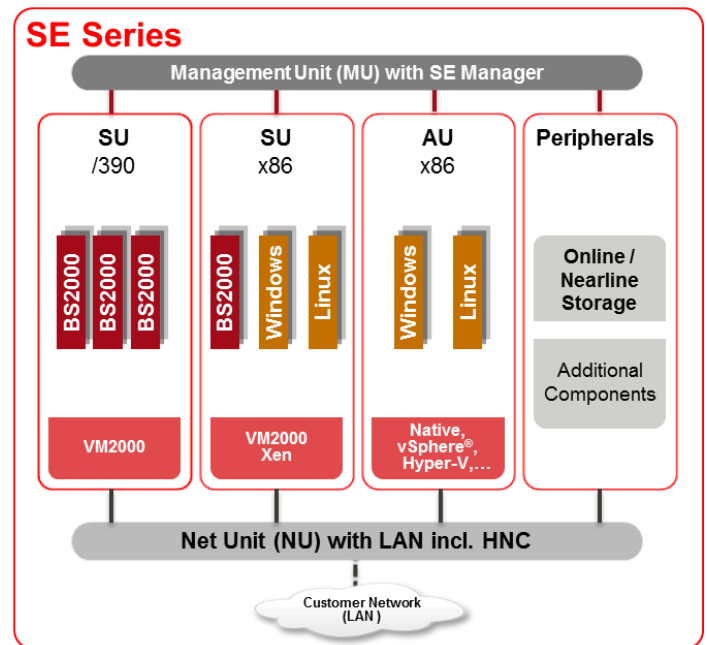 SE Series
Management Unit (MU) with SE Manager
SU
/390
BS2000
BS2000
BS2000
VM2000
SU
x86
BS2000
Windows
Linux
VM2000
Xen
AU
x86
Windows
Linux
Native,
vSphere®,
Hyper-V,...
Peripherals
Online /
Nearline
Storage
Additional
Components
Net Unit (NU) with LAN incl. HNC
Customer Network
(LAN )